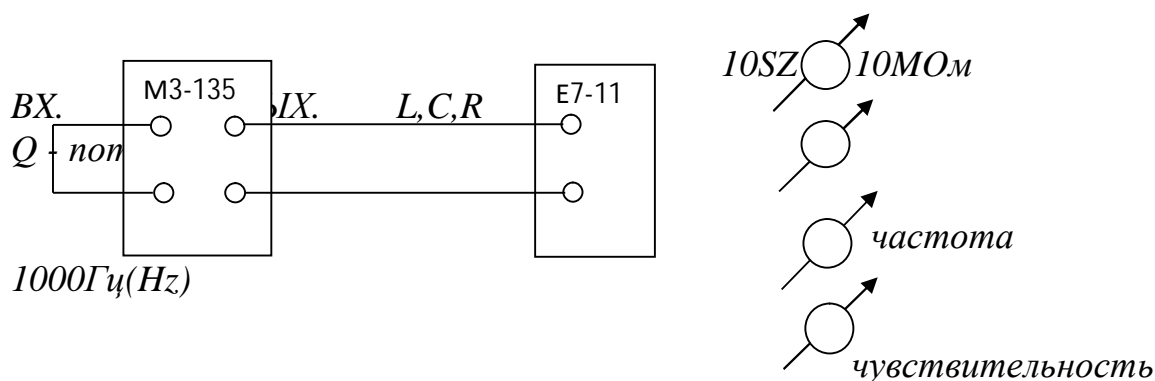 10SZ 10МОм
М3-135
Е7-11
ВХ. ЫХ. L,C,R
Q - пот
частота
1000Гц(Hz)
чувствительность